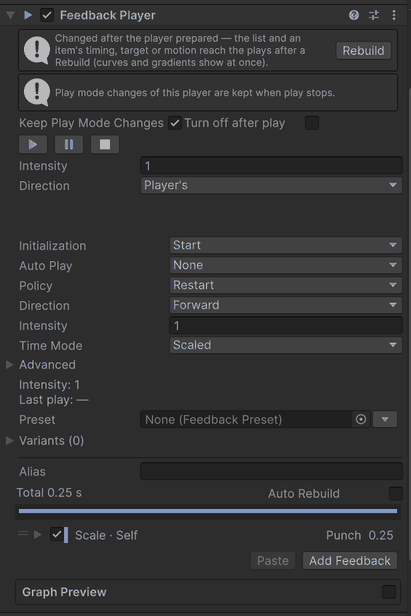 Feedback Player
Changed after the player prepared — the list and an
item's timing, target or motion reach the plays after a
Rebuild (curves and gradients show at once).
Rebuild
Play mode changes of this player are kept when play stops.
Keep Play Mode Changes Turn off after play
Intensity 1
Direction Player's
Initialization Start
Auto Play None
Policy Restart
Direction Forward
Intensity 1
Time Mode Scaled
Advanced
Intensity: 1
Last play: —
Preset None (Feedback Preset)
Variants (0)
Alias
Total 0.25 s Auto Rebuild
Scale · Self Punch 0.25
Paste Add Feedback
Graph Preview